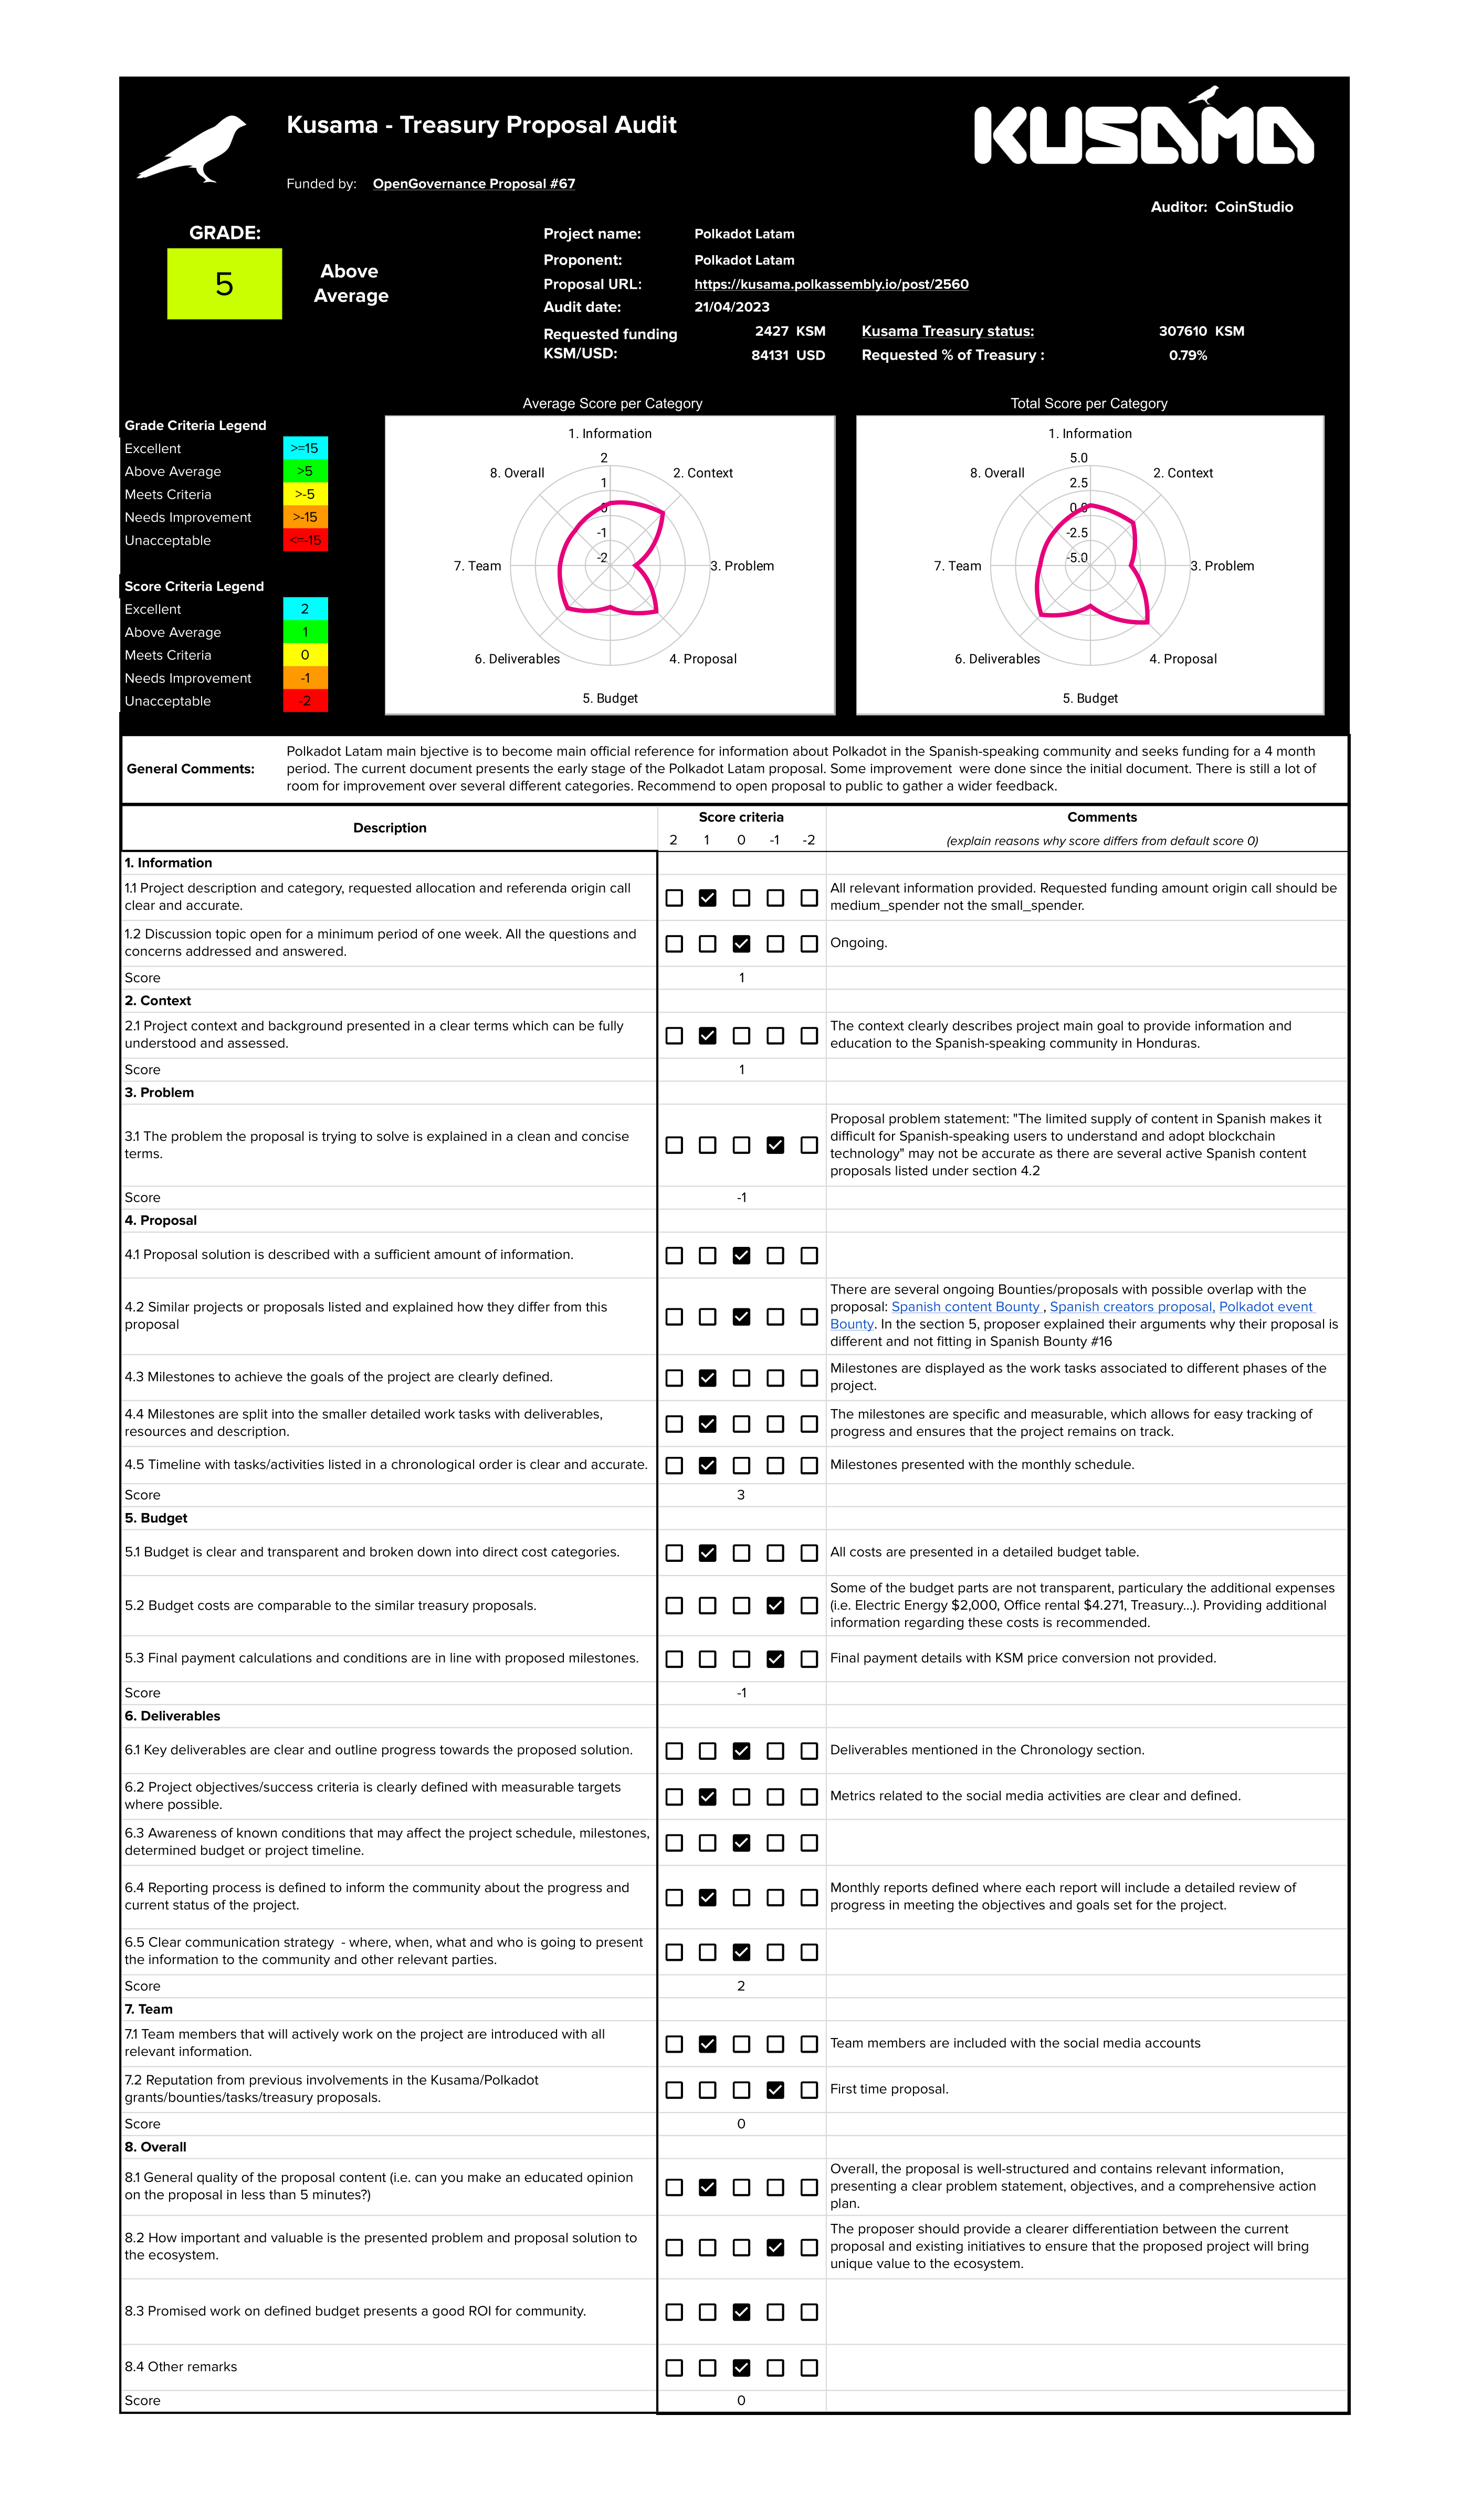 Kusama - Treasury Proposal Audit
KUSAMA
Funded by: OpenGovernance Proposal #67
Auditor: CoinStudio
GRADE:
5
Above
Average
Project name: Polkadot Latam
Proponent: Polkadot Latam
Proposal URL: https://kusama.polkassembly.io/post/2560
Audit date: 21/04/2023
Requested funding
KSM/USD:
2427 KSM
84131 USD
Kusama Treasury status: 307610 KSM
Requested % of Treasury : 0.79%
Grade Criteria Legend
Excellent >=15
Above Average >5
Meets Criteria >-5
Needs Improvement >-15
Unacceptable <=-15
Score Criteria Legend
Excellent 2
Above Average 1
Meets Criteria 0
Needs Improvement -1
Unacceptable -2
Average Score per Category
1. Information
2. Context
3. Problem
4. Proposal
5. Budget
6. Deliverables
7. Team
8. Overall
2
1
0
-1
-2
Total Score per Category
1. Information
2. Context
3. Problem
4. Proposal
5. Budget
6. Deliverables
7. Team
8. Overall
5.0
2.5
0.0
-2.5
-5.0
General Comments:
Polkadot Latam main bjective is to become main official reference for information about Polkadot in the Spanish-speaking community and seeks funding for a 4 month
period. The current document presents the early stage of the Polkadot Latam proposal. Some improvement were done since the initial document. There is still a lot of
room for improvement over several different categories. Recommend to open proposal to public to gather a wider feedback.
Description
Score criteria
2 1 0 -1 -2
Comments
(explain reasons why score differs from default score 0)
1. Information
1.1 Project description and category, requested allocation and referenda origin call
clear and accurate.
All relevant information provided. Requested funding amount origin call should be
medium_spender not the small_spender.
1.2 Discussion topic open for a minimum period of one week. All the questions and
concerns addressed and answered.
Ongoing.
Score 1
2. Context
2.1 Project context and background presented in a clear terms which can be fully
understood and assessed.
The context clearly describes project main goal to provide information and
education to the Spanish-speaking community in Honduras.
Score 1
3. Problem
3.1 The problem the proposal is trying to solve is explained in a clean and concise
terms.
Proposal problem statement: "The limited supply of content in Spanish makes it
difficult for Spanish-speaking users to understand and adopt blockchain
technology" may not be accurate as there are several active Spanish content
proposals listed under section 4.2
Score -1
4. Proposal
4.1 Proposal solution is described with a sufficient amount of information.
4.2 Similar projects or proposals listed and explained how they differ from this
proposal
There are several ongoing Bounties/proposals with possible overlap with the
proposal: Spanish content Bounty , Spanish creators proposal, Polkadot event
Bounty. In the section 5, proposer explained their arguments why their proposal is
different and not fitting in Spanish Bounty #16
4.3 Milestones to achieve the goals of the project are clearly defined.
Milestones are displayed as the work tasks associated to different phases of the
project.
4.4 Milestones are split into the smaller detailed work tasks with deliverables,
resources and description.
The milestones are specific and measurable, which allows for easy tracking of
progress and ensures that the project remains on track.
4.5 Timeline with tasks/activities listed in a chronological order is clear and accurate.
Milestones presented with the monthly schedule.
Score 3
5. Budget
5.1 Budget is clear and transparent and broken down into direct cost categories.
All costs are presented in a detailed budget table.
5.2 Budget costs are comparable to the similar treasury proposals.
Some of the budget parts are not transparent, particulary the additional expenses
(i.e. Electric Energy $2,000, Office rental $4.271, Treasury...). Providing additional
information regarding these costs is recommended.
5.3 Final payment calculations and conditions are in line with proposed milestones.
Final payment details with KSM price conversion not provided.
Score -1
6. Deliverables
6.1 Key deliverables are clear and outline progress towards the proposed solution.
Deliverables mentioned in the Chronology section.
6.2 Project objectives/success criteria is clearly defined with measurable targets
where possible.
Metrics related to the social media activities are clear and defined.
6.3 Awareness of known conditions that may affect the project schedule, milestones,
determined budget or project timeline.
6.4 Reporting process is defined to inform the community about the progress and
current status of the project.
Monthly reports defined where each report will include a detailed review of
progress in meeting the objectives and goals set for the project.
6.5 Clear communication strategy - where, when, what and who is going to present
the information to the community and other relevant parties.
Score 2
7. Team
7.1 Team members that will actively work on the project are introduced with all
relevant information.
Team members are included with the social media accounts
7.2 Reputation from previous involvements in the Kusama/Polkadot
grants/bounties/tasks/treasury proposals.
First time proposal.
Score 0
8. Overall
8.1 General quality of the proposal content (i.e. can you make an educated opinion
on the proposal in less than 5 minutes?)
Overall, the proposal is well-structured and contains relevant information,
presenting a clear problem statement, objectives, and a comprehensive action
plan.
8.2 How important and valuable is the presented problem and proposal solution to
the ecosystem.
The proposer should provide a clearer differentiation between the current
proposal and existing initiatives to ensure that the proposed project will bring
unique value to the ecosystem.
8.3 Promised work on defined budget presents a good ROI for community.
8.4 Other remarks
Score 0